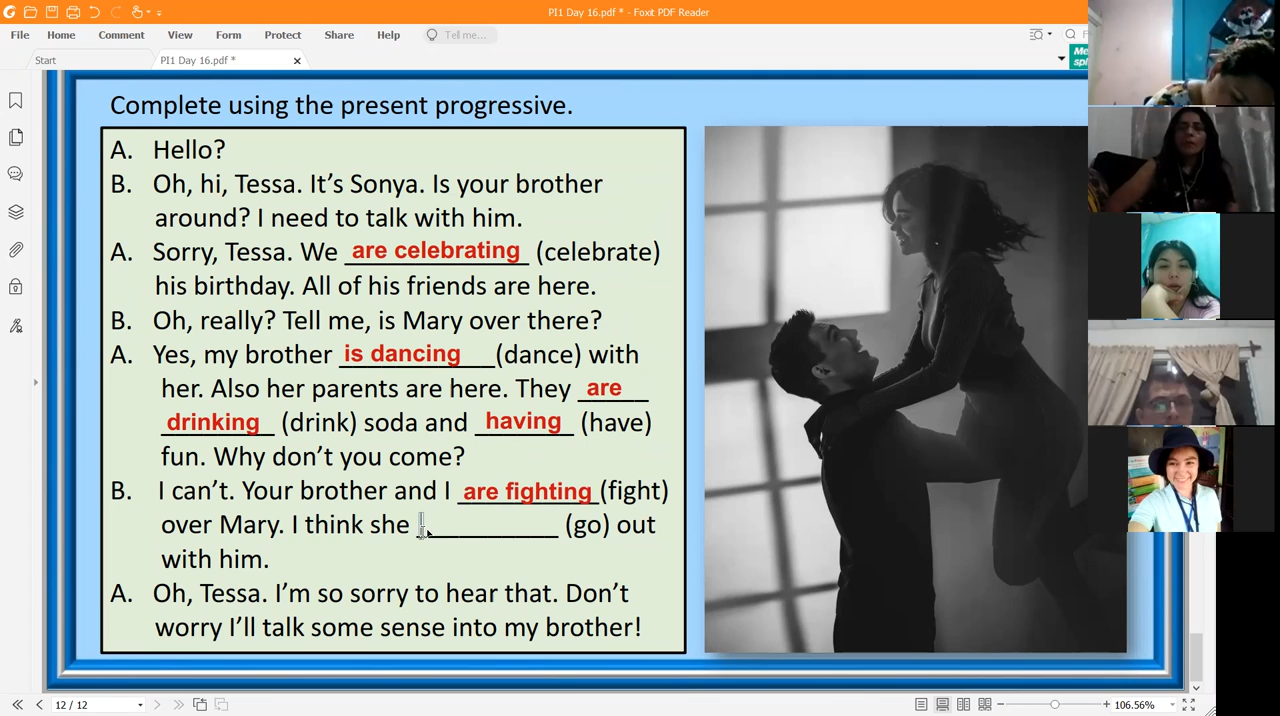 PI1 Day 16.pdf * - Foxit PDF Reader
File Home Comment View Form Protect Share Help Tell me...
Start PI1 Day 16.pdf *
Complete using the present progressive.
A. Hello?
B. Oh, hi, Tessa. It’s Sonya. Is your brother
around? I need to talk with him.
A. Sorry, Tessa. We are celebrating (celebrate)
his birthday. All of his friends are here.
B. Oh, really? Tell me, is Mary over there?
A. Yes, my brother is dancing (dance) with
her. Also her parents are here. They are
drinking (drink) soda and having (have)
fun. Why don’t you come?
B. I can’t. Your brother and I are fighting (fight)
over Mary. I think she ___________ (go) out
with him.
A. Oh, Tessa. I’m so sorry to hear that. Don’t
worry I’ll talk some sense into my brother!
12 / 12 106.56%